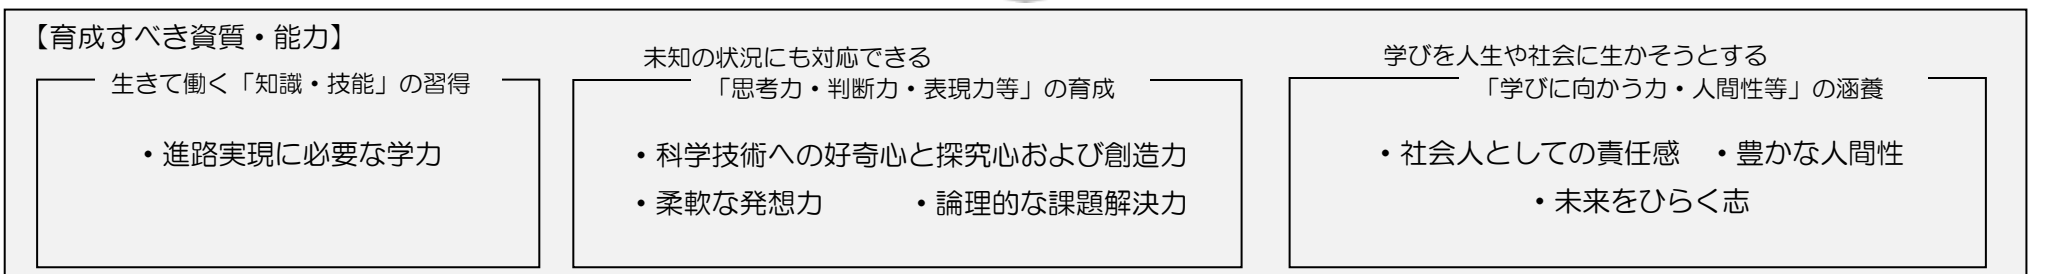 【育成すべき資質・能力】
生きて働く「知識・技能」の習得
・進路実現に必要な学力
未知の状況にも対応できる
「思考力・判断力・表現力等」の育成
・科学技術への好奇心と探究心および創造力
・柔軟な発想力　　・論理的な課題解決力
学びを人生や社会に生かそうとする
「学びに向かう力・人間性等」の涵養
・社会人としての責任感　・豊かな人間性
・未来をひらく志